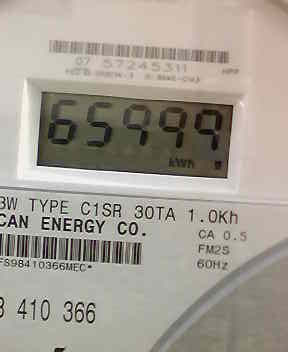 07 57245311
65999
kWh
3W TYPE C1SR 30TA 1.0Kh
CAN ENERGY CO.
CA 0.5
FM2S
FS98410366MEC*
60Hz
3 410 366